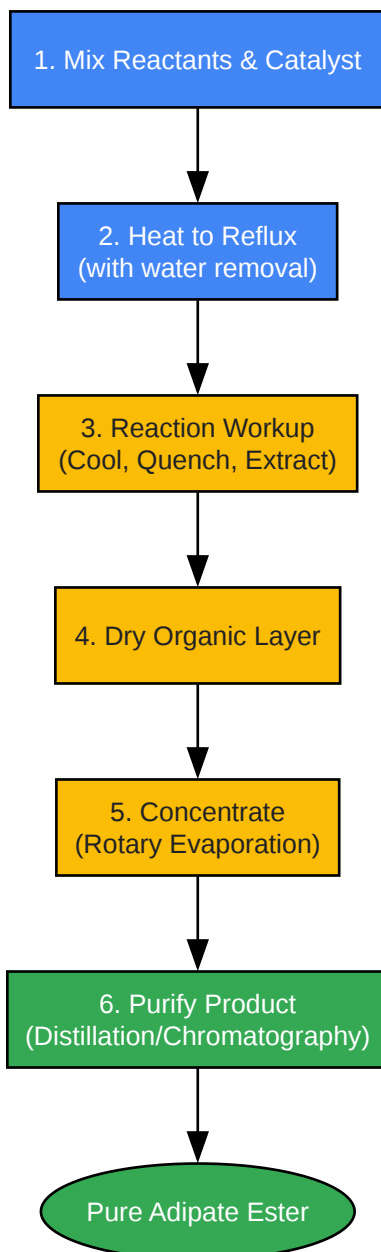 1. Mix Reactants & Catalyst
2. Heat to Reflux
(with water removal)
3. Reaction Workup
(Cool, Quench, Extract)
4. Dry Organic Layer
5. Concentrate
(Rotary Evaporation)
6. Purify Product
(Distillation/Chromatography)
Pure Adipate Ester